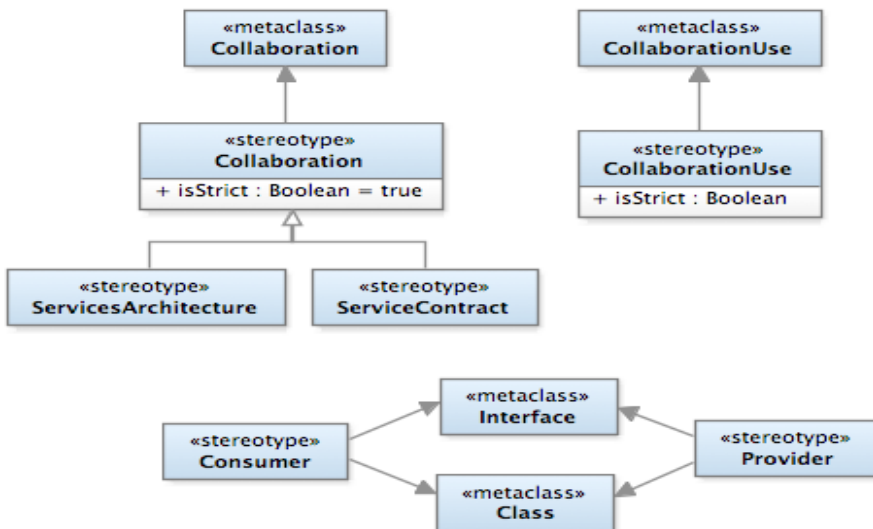 «metaclass»
Collaboration
«metaclass»
CollaborationUse
«stereotype»
Collaboration
+ isStrict : Boolean = true
«stereotype»
CollaborationUse
+ isStrict : Boolean
«stereotype»
ServicesArchitecture
«stereotype»
ServiceContract
«metaclass»
Interface
«stereotype»
Consumer
«stereotype»
Provider
«metaclass»
Class